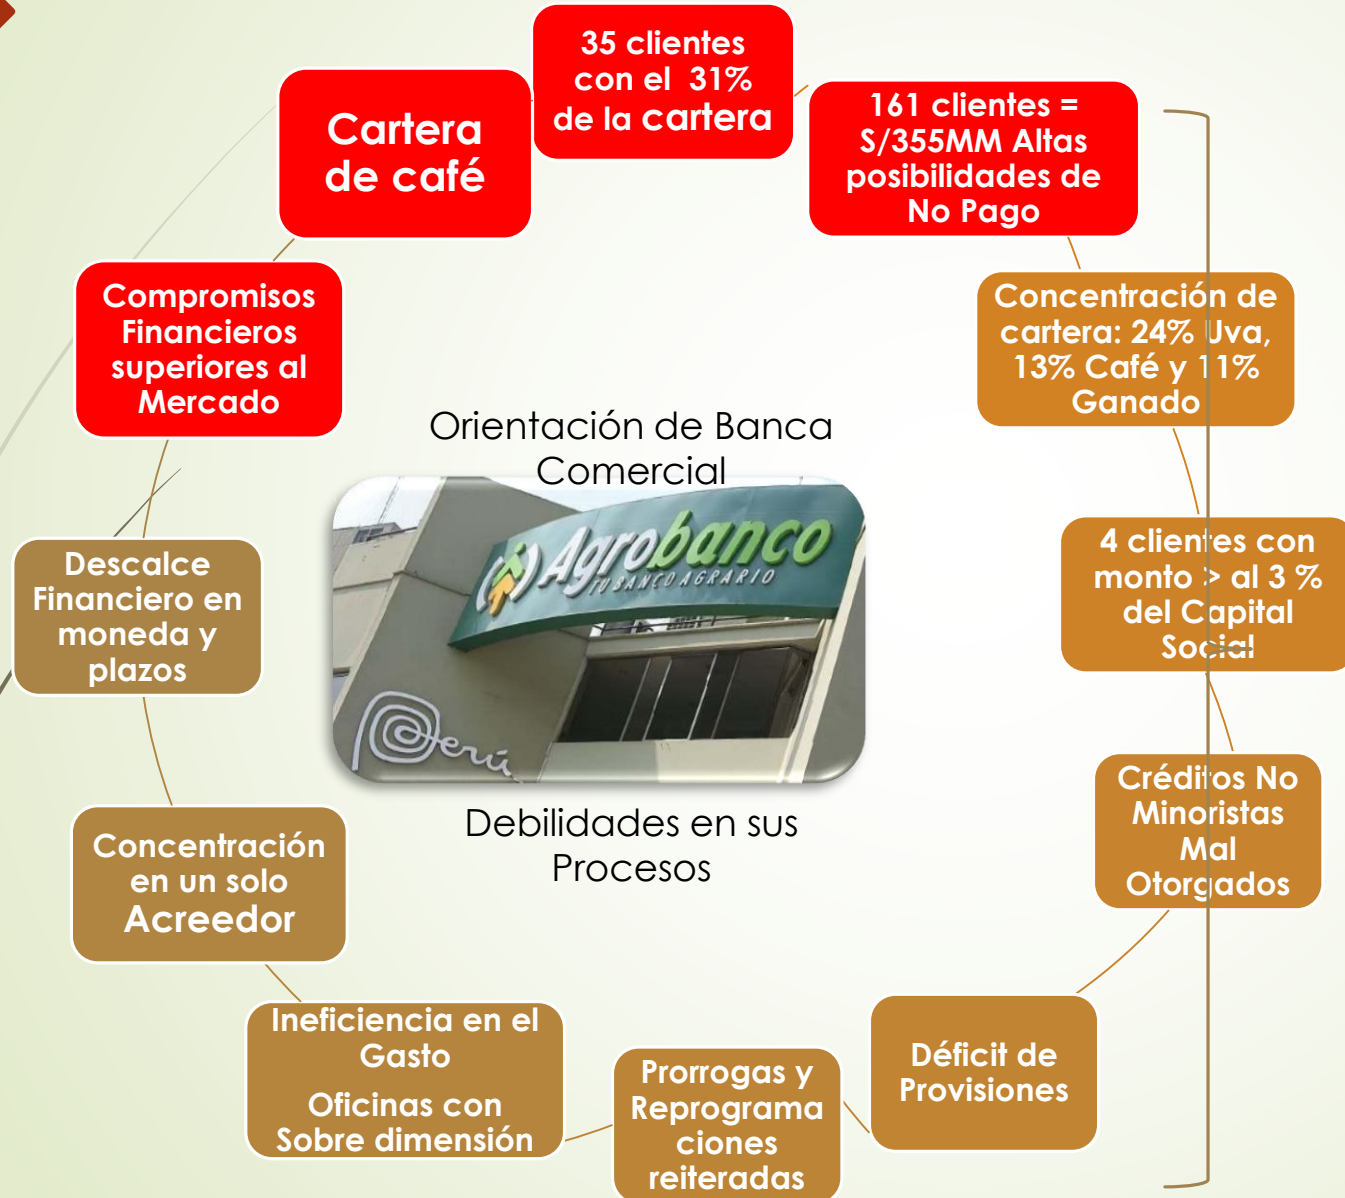 35 clientes
con el 31%
de la cartera
161 clientes =
S/355MM Altas
posibilidades de
No Pago
Concentración de
cartera: 24% Uva,
13% Café y 11%
Ganado
4 clientes con
monto > al 3 %
del Capital
Social
Créditos No
Minoristas
Mal
Otorgados
Déficit de
Provisiones
Prorrogas y
Reprograma
ciones
reiteradas
Ineficiencia en el
Gasto
Oficinas con
Sobre dimensión
Concentración
en un solo
Acreedor
Descalce
Financiero en
moneda y
plazos
Compromisos
Financieros
superiores al
Mercado
Cartera
de café
Orientación de Banca
Comercial
Agrobanco
TU BANCO AGRARIO
Perú
Debilidades en sus
Procesos